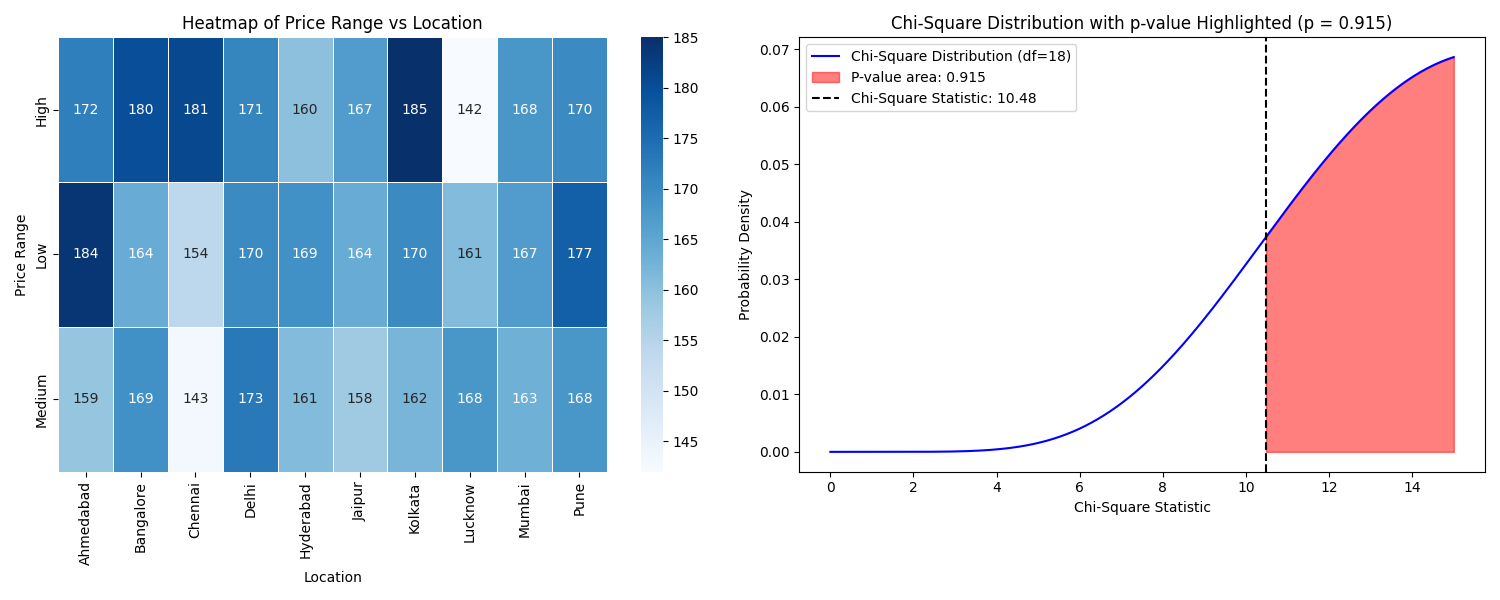 Heatmap of Price Range vs Location
Price Range
High
172 180 181 171 160 167 185 142 168 170
Low
184 164 154 170 169 164 170 161 167 177
Medium
159 169 143 173 161 158 162 168 163 168
Ahmedabad
Bangalore
Chennai
Delhi
Hyderabad
Jaipur
Kolkata
Lucknow
Mumbai
Pune
Location
185
180
175
170
165
160
155
150
145
Chi-Square Distribution with p-value Highlighted (p = 0.915)
Chi-Square Distribution (df=18)
P-value area: 0.915
Chi-Square Statistic: 10.48
Probability Density
0.07
0.06
0.05
0.04
0.03
0.02
0.01
0.00
0 2 4 6 8 10 12 14
Chi-Square Statistic